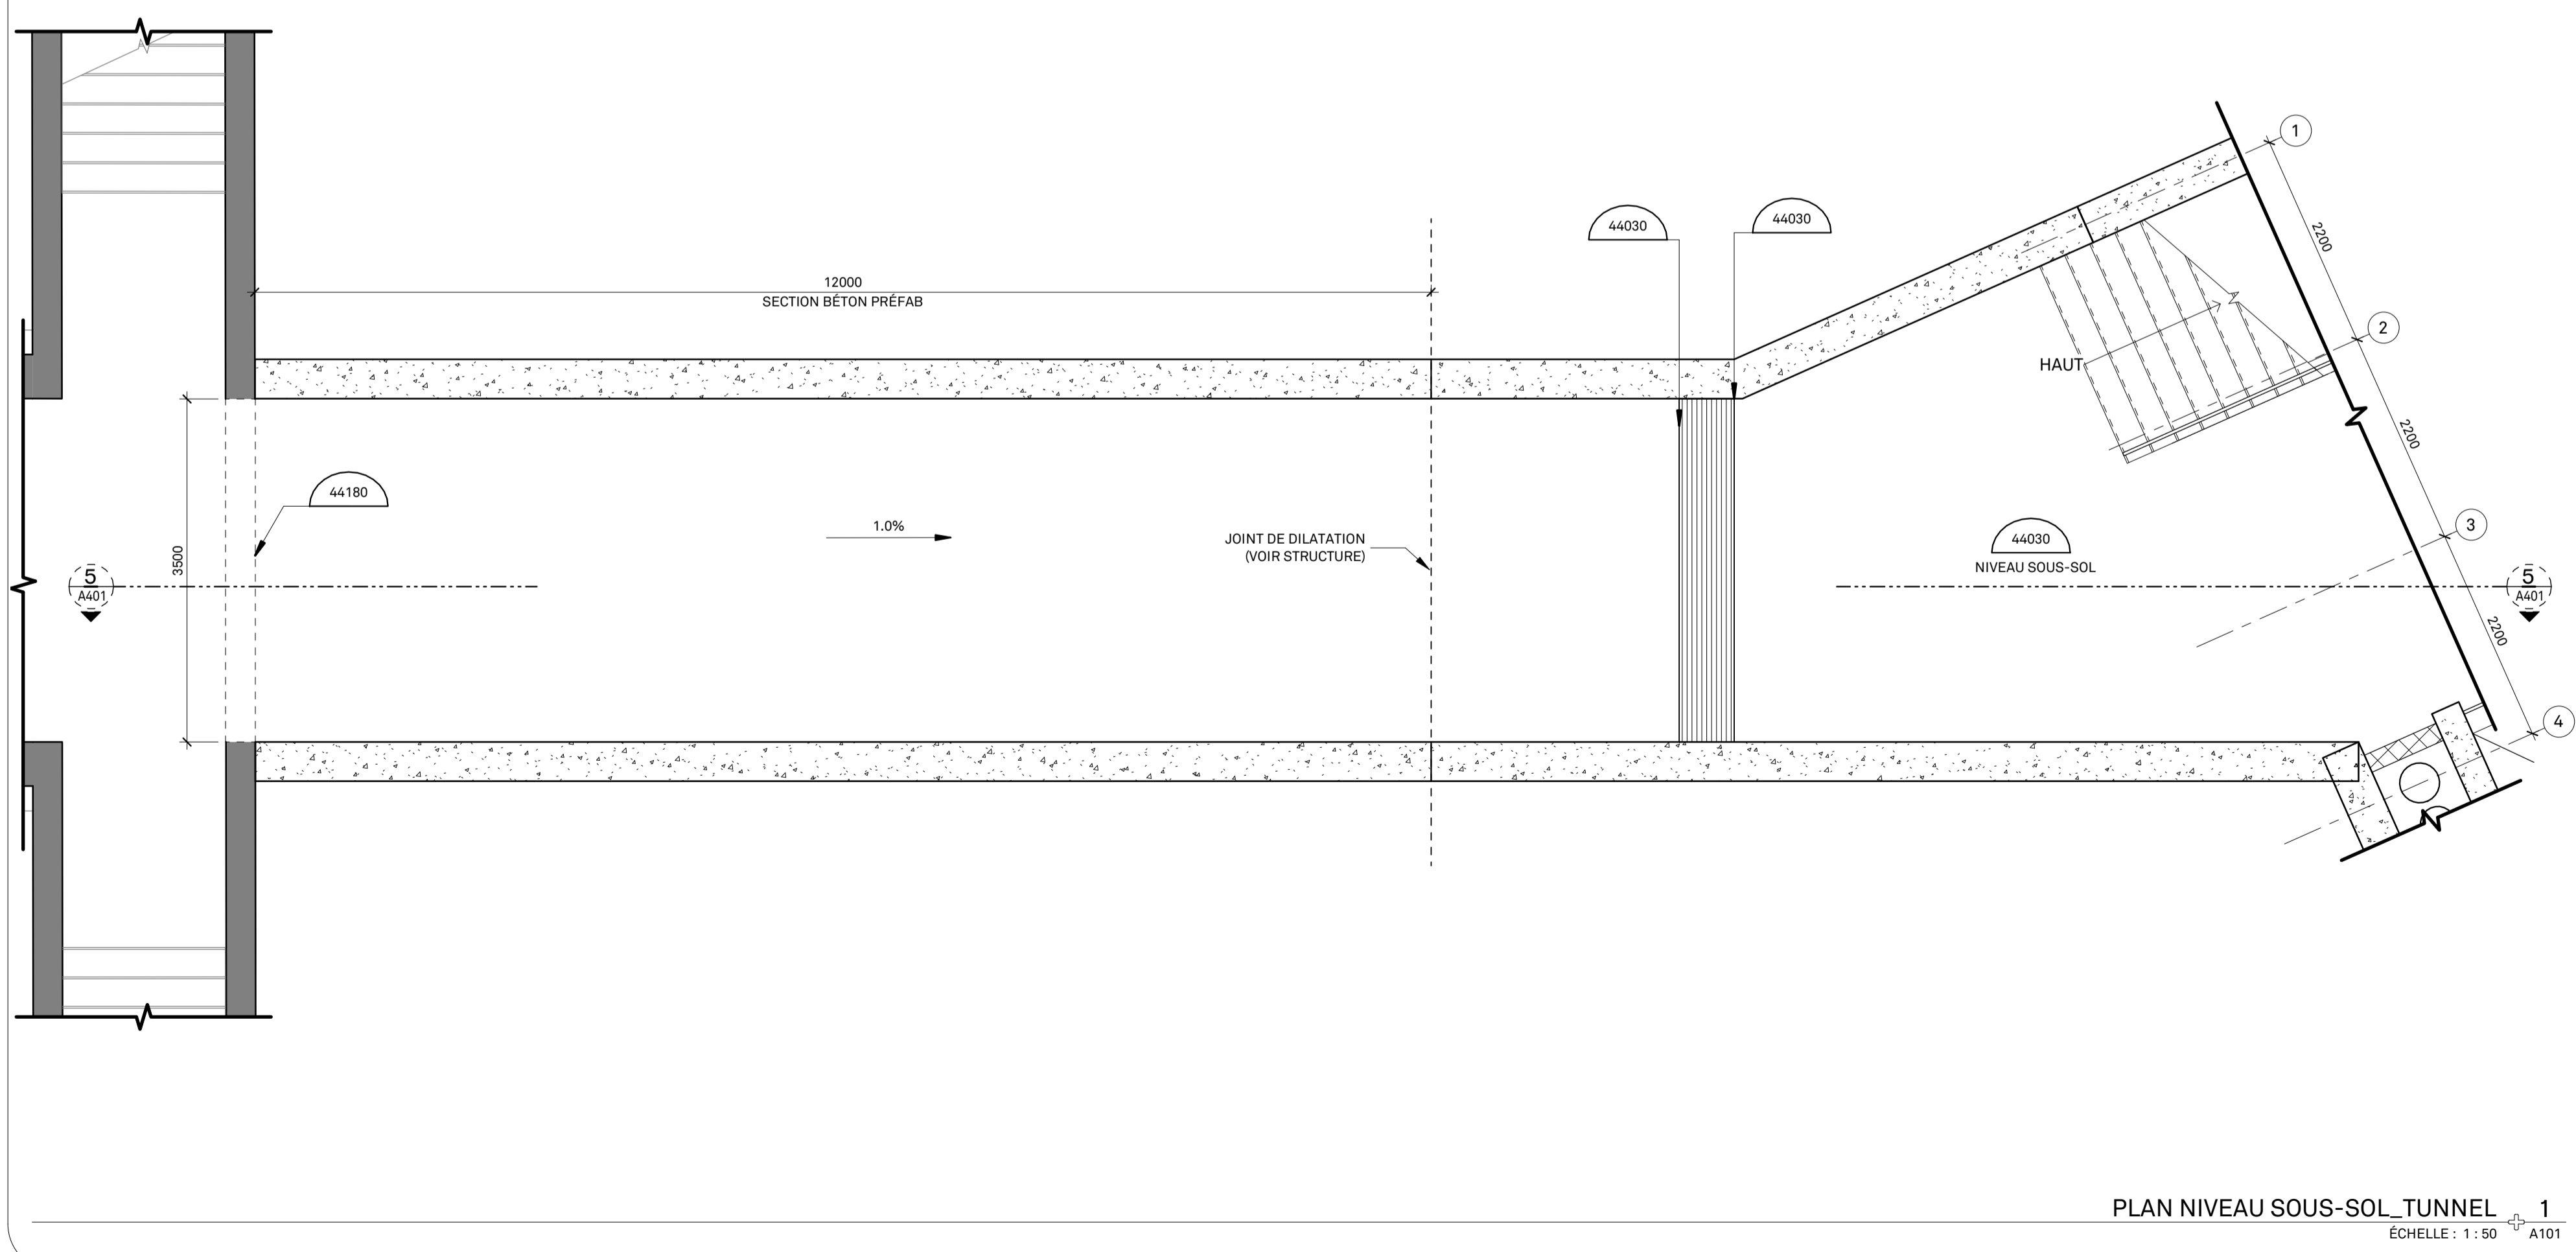 1
2200
44030
44030
12000
SECTION BÉTON PRÉFAB
2
HAUT
2200
44180
3500
1.0%
JOINT DE DILATATION
(VOIR STRUCTURE)
44030
NIVEAU SOUS-SOL
3
5
A401
5
A401
2200
4
PLAN NIVEAU SOUS-SOL_TUNNEL
1
ÉCHELLE : 1 : 50
A101